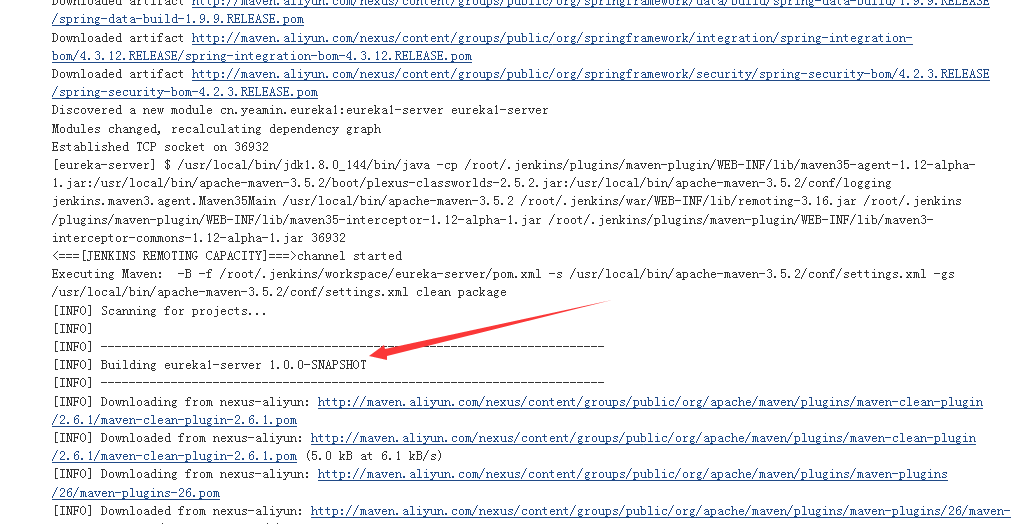 Downloaded artifact http://maven.aliyun.com/nexus/content/groups/public/org/springframework/data/build/spring-data-build/1.9.9.RELEASE
/spring-data-build-1.9.9.RELEASE.pom
Downloaded artifact http://maven.aliyun.com/nexus/content/groups/public/org/springframework/integration/spring-integration-
bom/4.3.12.RELEASE/spring-integration-bom-4.3.12.RELEASE.pom
Downloaded artifact http://maven.aliyun.com/nexus/content/groups/public/org/springframework/security/spring-security-bom/4.2.3.RELEASE
/spring-security-bom-4.2.3.RELEASE.pom
Discovered a new module cn.yeamin.eureka1:eureka1-server eureka1-server
Modules changed, recalculating dependency graph
Established TCP socket on 36932
[eureka-server] $ /usr/local/bin/jdk1.8.0_144/bin/java -cp /root/.jenkins/plugins/maven-plugin/WEB-INF/lib/maven35-agent-1.12-alpha-
1.jar:/usr/local/bin/apache-maven-3.5.2/boot/plexus-classworlds-2.5.2.jar:/usr/local/bin/apache-maven-3.5.2/conf/logging
jenkins.maven3.agent.Maven35Main /usr/local/bin/apache-maven-3.5.2 /root/.jenkins/war/WEB-INF/lib/remoting-3.16.jar /root/.jenkins
/plugins/maven-plugin/WEB-INF/lib/maven35-interceptor-1.12-alpha-1.jar /root/.jenkins/plugins/maven-plugin/WEB-INF/lib/maven3-
interceptor-commons-1.12-alpha-1.jar 36932
<===[JENKINS REMOTING CAPACITY]===>channel started
Executing Maven:  -B -f /root/.jenkins/workspace/eureka-server/pom.xml -s /usr/local/bin/apache-maven-3.5.2/conf/settings.xml -gs
/usr/local/bin/apache-maven-3.5.2/conf/settings.xml clean package
[INFO] Scanning for projects...
[INFO]
[INFO] ------------------------------------------------------------------------
[INFO] Building eureka1-server 1.0.0-SNAPSHOT
[INFO] ------------------------------------------------------------------------
[INFO] Downloading from nexus-aliyun: http://maven.aliyun.com/nexus/content/groups/public/org/apache/maven/plugins/maven-clean-plugin
/2.6.1/maven-clean-plugin-2.6.1.pom
[INFO] Downloaded from nexus-aliyun: http://maven.aliyun.com/nexus/content/groups/public/org/apache/maven/plugins/maven-clean-plugin
/2.6.1/maven-clean-plugin-2.6.1.pom (5.0 kB at 6.1 kB/s)
[INFO] Downloading from nexus-aliyun: http://maven.aliyun.com/nexus/content/groups/public/org/apache/maven/plugins/maven-plugins
/26/maven-plugins-26.pom
[INFO] Downloaded from nexus-aliyun: http://maven.aliyun.com/nexus/content/groups/public/org/apache/maven/plugins/maven-plugins/26/maven-